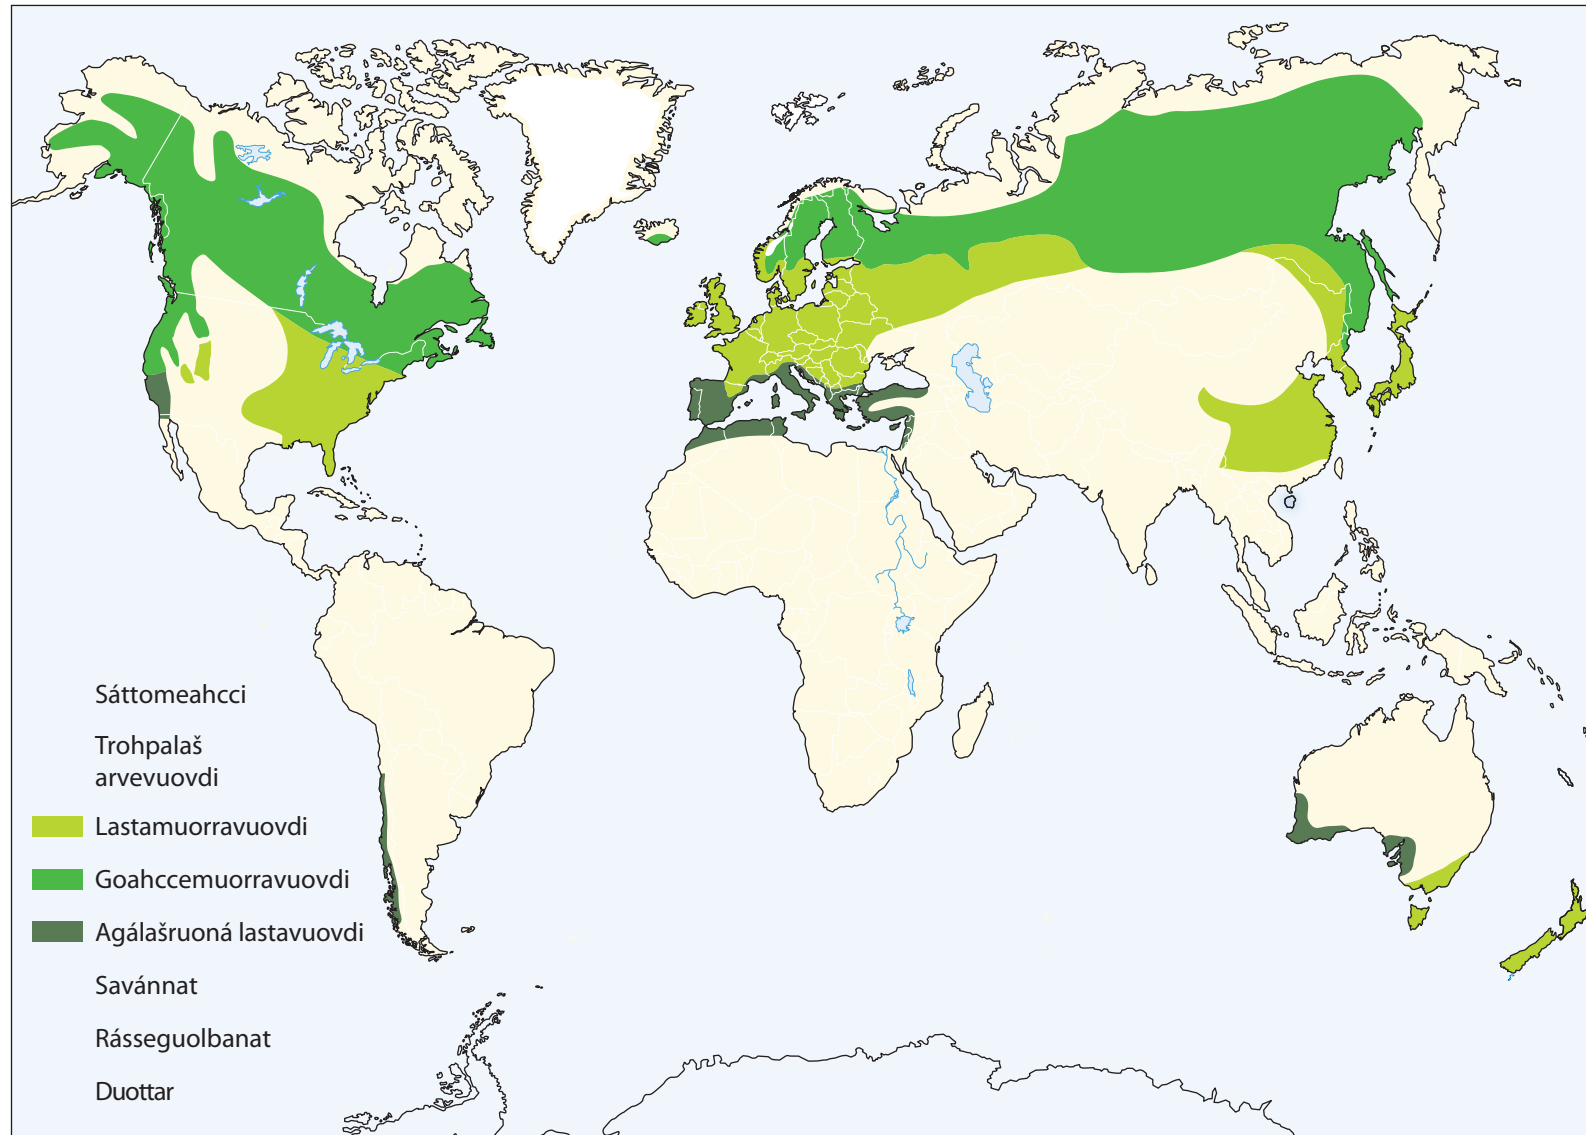 Sáttomeahcci
Trohpalaš
arvevuovdi
Lastamuorravuovdi
Goahccemuorravuovdi
Agálašruoná lastavuovdi
Savánnat
Rásseguolbanat
Duottar